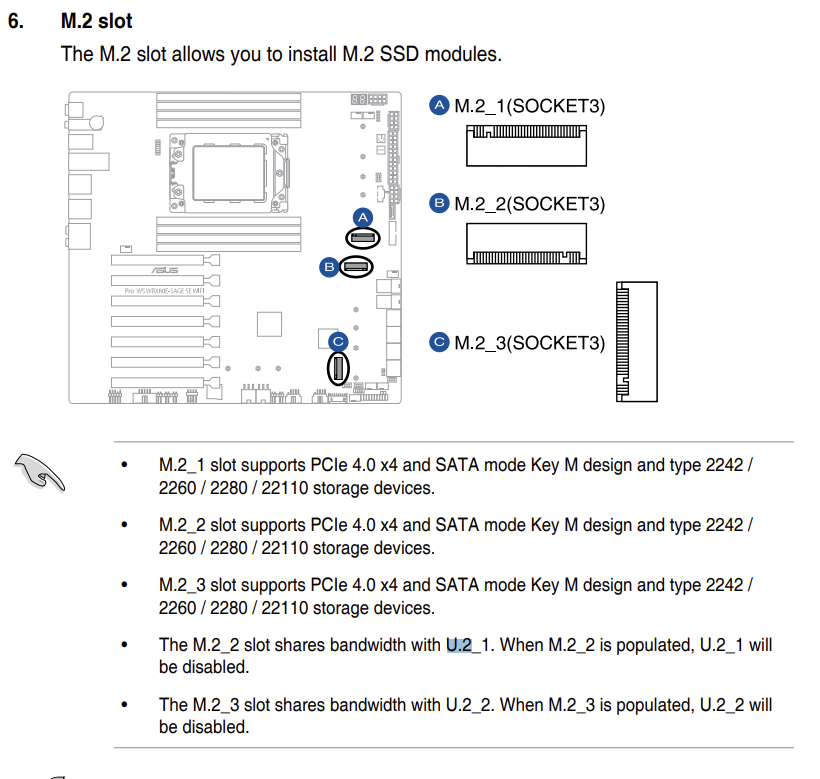 6. M.2 slot
The M.2 slot allows you to install M.2 SSD modules.
A M.2_1(SOCKET3)
B M.2_2(SOCKET3)
C M.2_3(SOCKET3)
A
B
ASUS
Pro WS WRX80E-SAGE SE WIFI
C
• M.2_1 slot supports PCIe 4.0 x4 and SATA mode Key M design and type 2242 /
2260 / 2280 / 22110 storage devices.
• M.2_2 slot supports PCIe 4.0 x4 and SATA mode Key M design and type 2242 /
2260 / 2280 / 22110 storage devices.
• M.2_3 slot supports PCIe 4.0 x4 and SATA mode Key M design and type 2242 /
2260 / 2280 / 22110 storage devices.
• The M.2_2 slot shares bandwidth with U.2_1. When M.2_2 is populated, U.2_1 will
be disabled.
• The M.2_3 slot shares bandwidth with U.2_2. When M.2_3 is populated, U.2_2 will
be disabled.